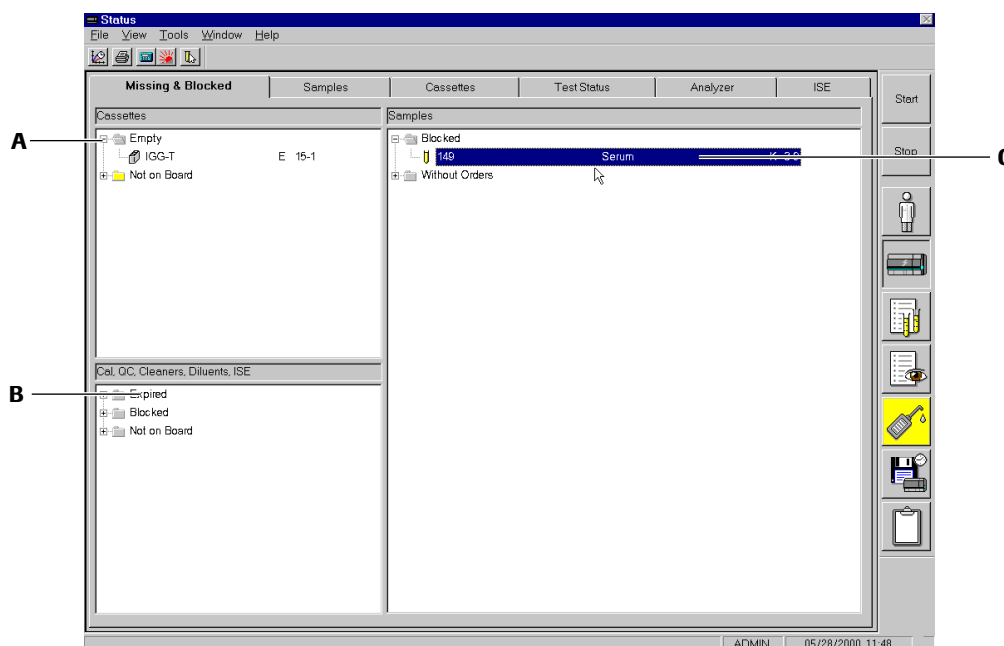 Status
File View Tools Window Help
Missing & Blocked Samples Cassettes Test Status Analyzer ISE
Start
Cassettes Samples
A
Empty Blocked
IGG-T E 15-1 149 Serum
Stop
Not on Board Without Orders
Cal, QC, Cleaners, Diluents, ISE
B
Expired
Blocked
Not on Board
ADMIN 05/28/2000 11:48